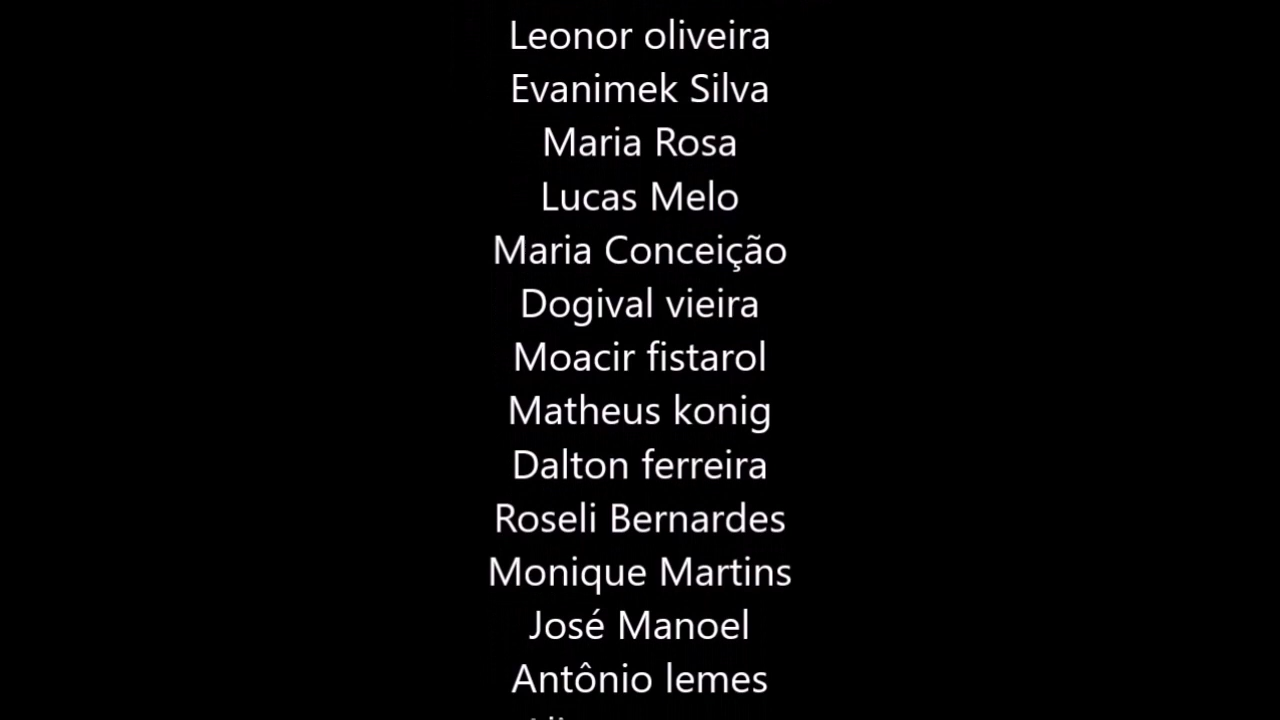 Leonor oliveira
Evanimek Silva
Maria Rosa
Lucas Melo
Maria Conceição
Dogival vieira
Moacir fistarol
Matheus konig
Dalton ferreira
Roseli Bernardes
Monique Martins
José Manoel
Antônio lemes